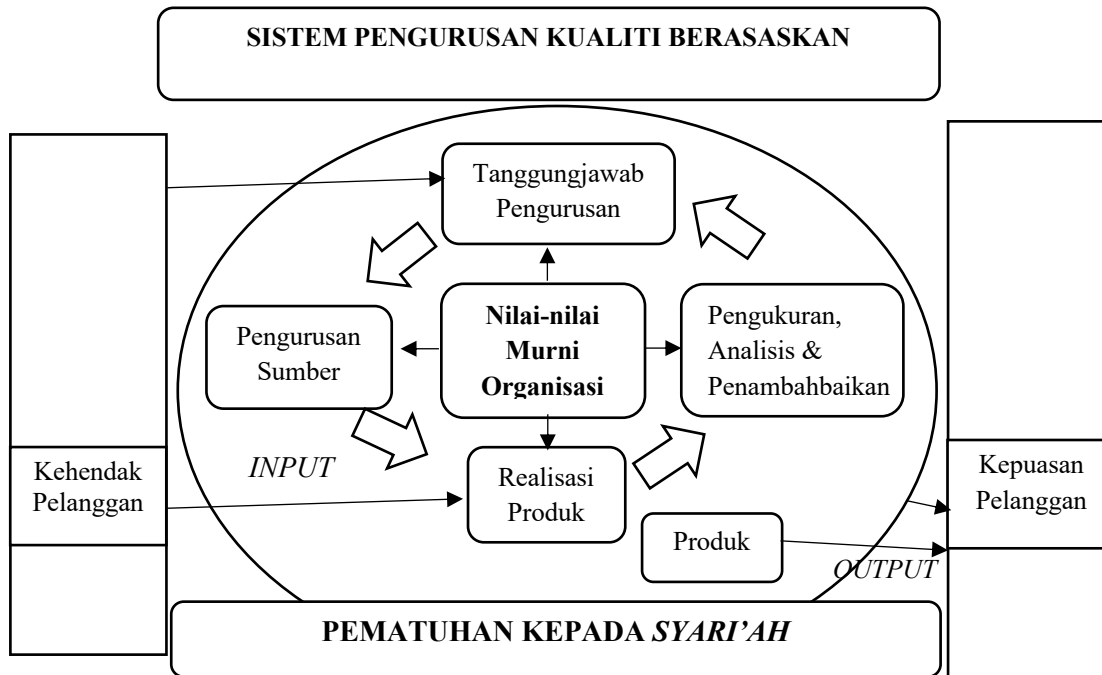 SISTEM PENGURUSAN KUALITI BERASASKAN
Tanggungjawab
Pengurusan
Pengurusan
Sumber
Nilai-nilai
Murni
Organisasi
Pengukuran,
Analisis &
Penambahbaikan
Kehendak
Pelanggan
INPUT
Realisasi
Produk
Produk
Kepuasan
Pelanggan
OUTPUT
PEMATUHAN KEPADA SYARI’AH